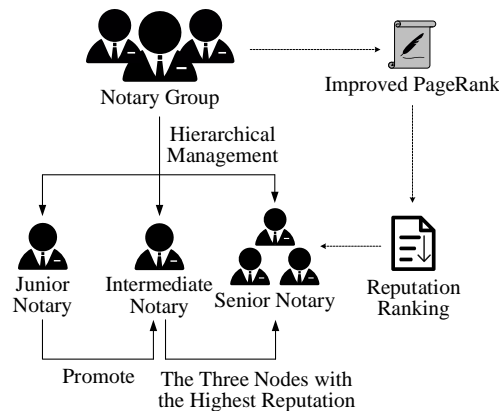 Notary Group
Improved PageRank
Hierarchical
Management
Junior
Notary
Intermediate
Notary
Senior Notary
Reputation
Ranking
Promote
The Three Nodes with
the Highest Reputation